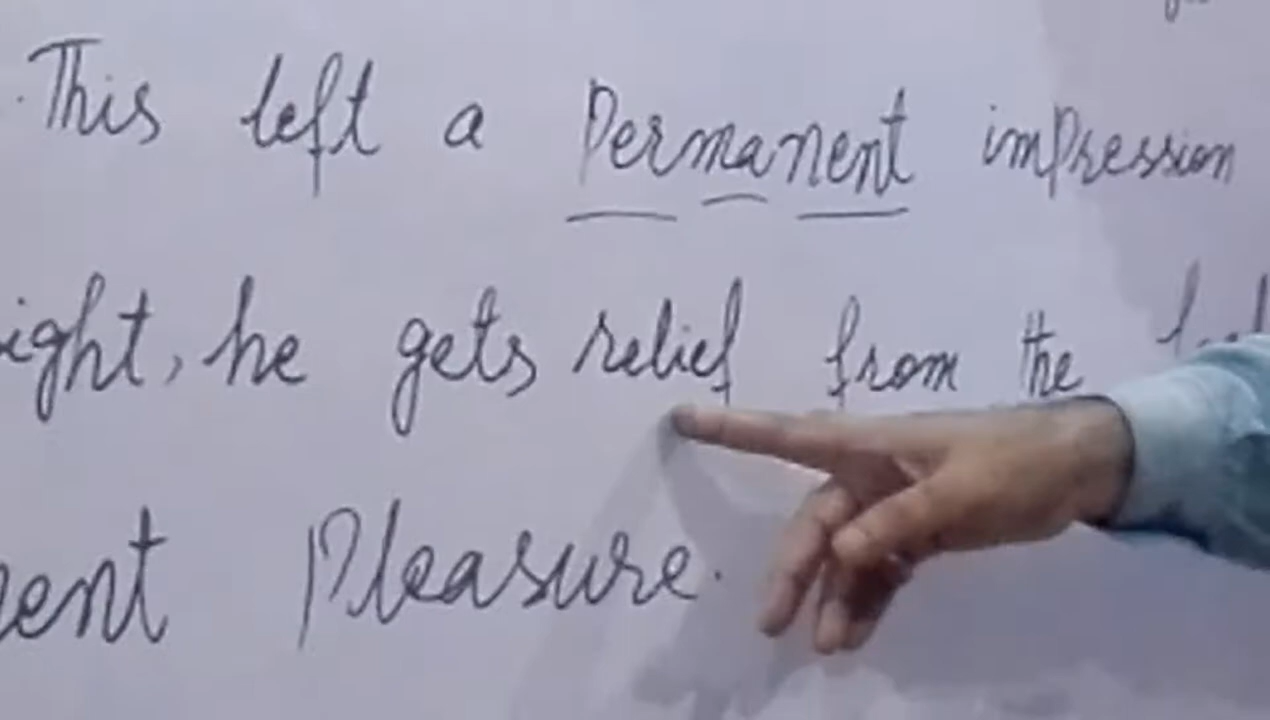 This left a Permanent impression
ight, he gets relief from the
ent Pleasure.